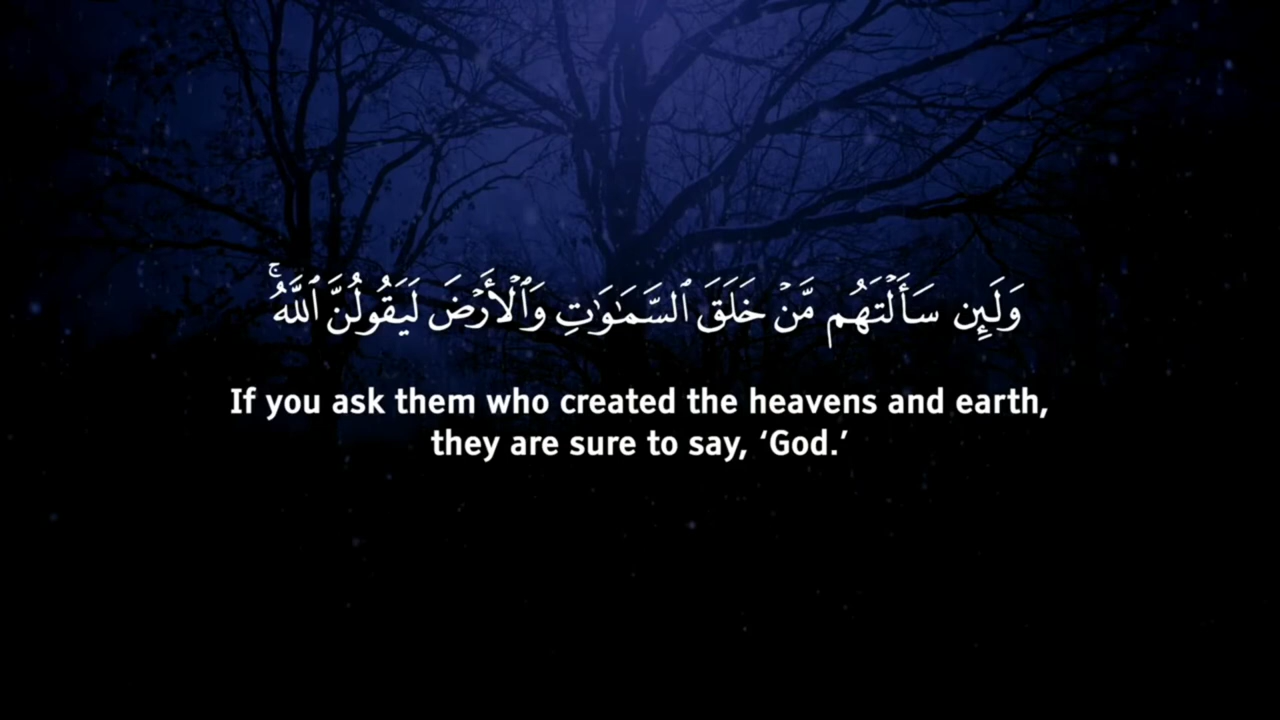 وَلَئِن سَأَلۡتَهُم مَّنۡ خَلَقَ ٱلسَّمَٰوَٰتِ وَٱلۡأَرۡضَ لَيَقُولُنَّ ٱللَّهُۚ
If you ask them who created the heavens and earth,
they are sure to say, ‘God.’